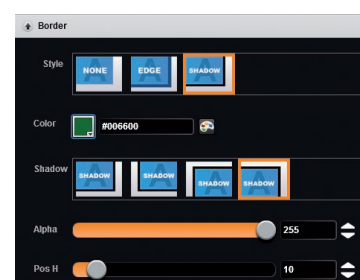 Border
Style
NONE EDGE SHADOW
Color #006600
Shadow
SHADOW SHADOW SHADOW SHADOW
Alpha 255
Pos H 10